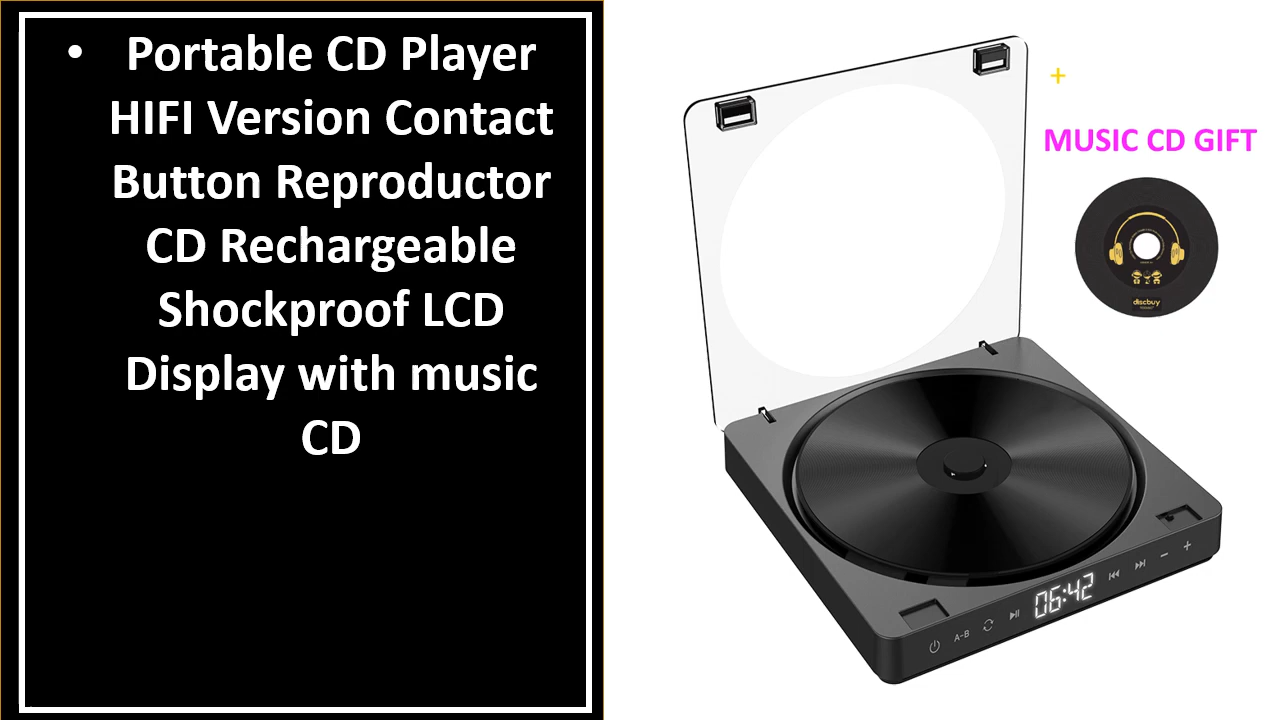 • Portable CD Player
HIFI Version Contact
Button Reproductor
CD Rechargeable
Shockproof LCD
Display with music
CD
+
MUSIC CD GIFT
discbuy
06:42
A-B